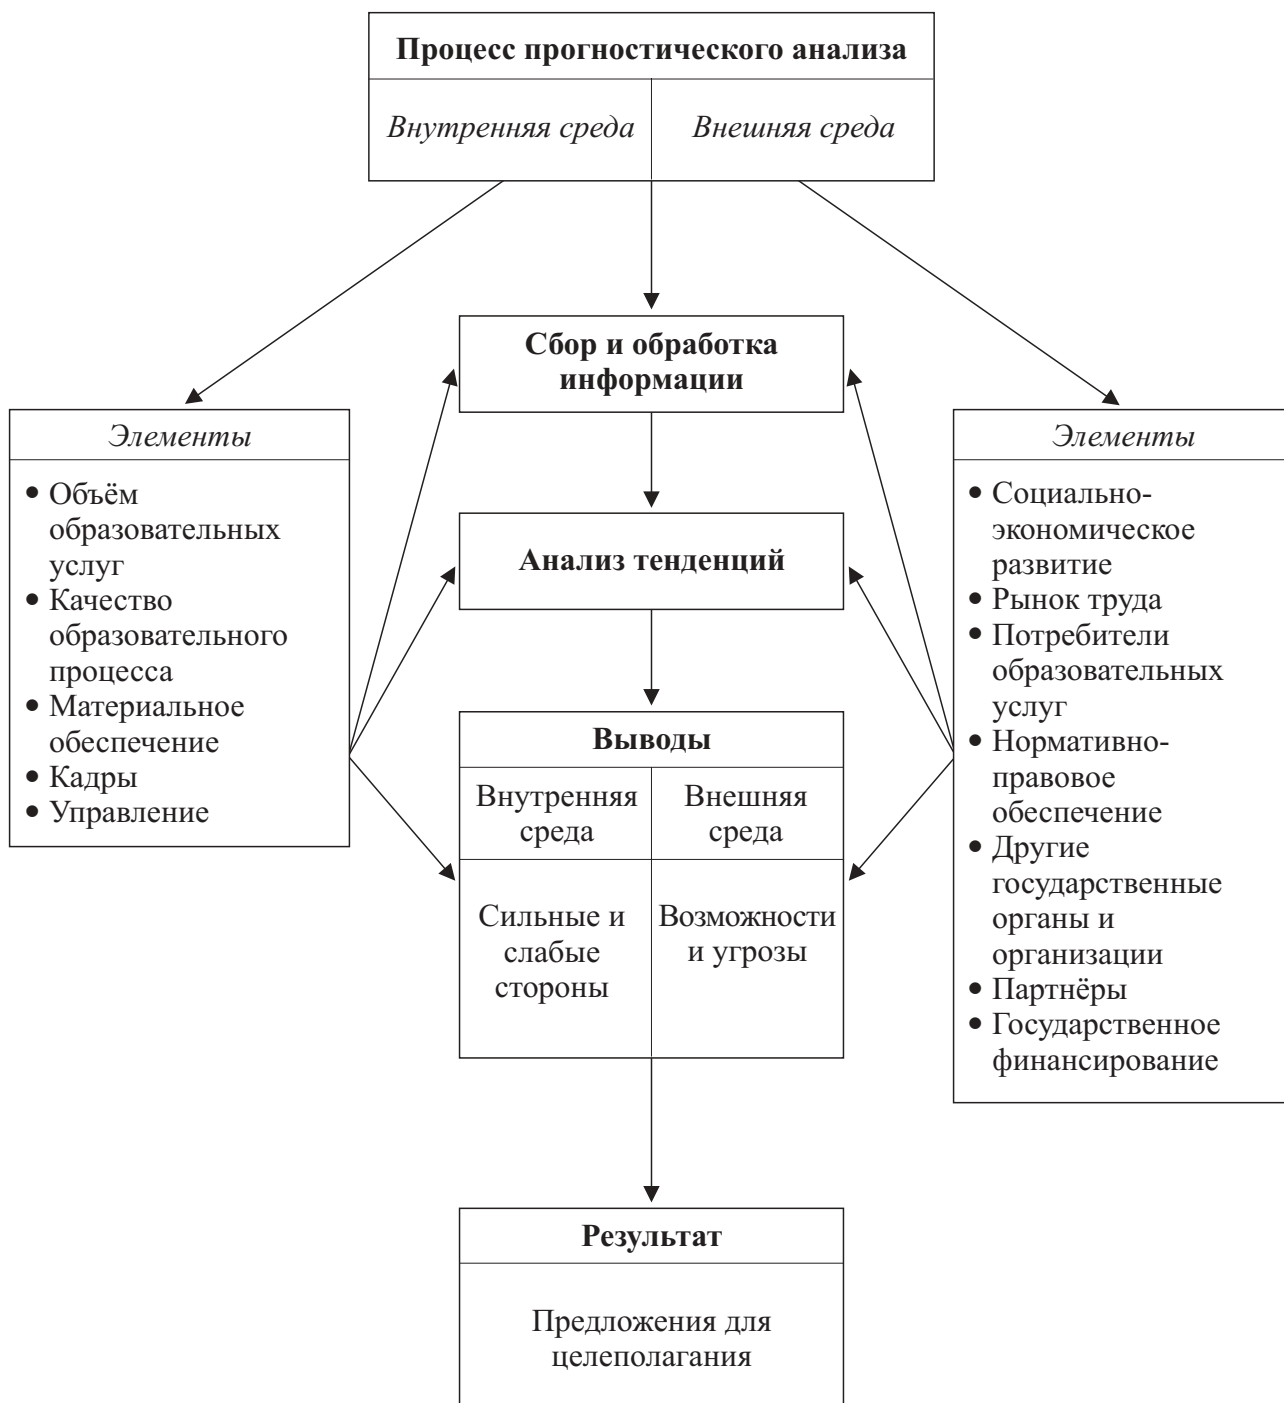 Процесс прогностического анализа
Внутренняя среда
Внешняя среда
Сбор и обработка
информации
Элементы
• Объём
образовательных
услуг
• Качество
образовательного
процесса
• Материальное
обеспечение
• Кадры
• Управление
Анализ тенденций
Выводы
Внутренняя
среда
Внешняя
среда
Сильные и
слабые
стороны
Возможности
и угрозы
Элементы
• Социально-
экономическое
развитие
• Рынок труда
• Потребители
образовательных
услуг
• Нормативно-
правовое
обеспечение
• Другие
государственные
органы и
организации
• Партнёры
• Государственное
финансирование
Результат
Предложения для
целеполагания